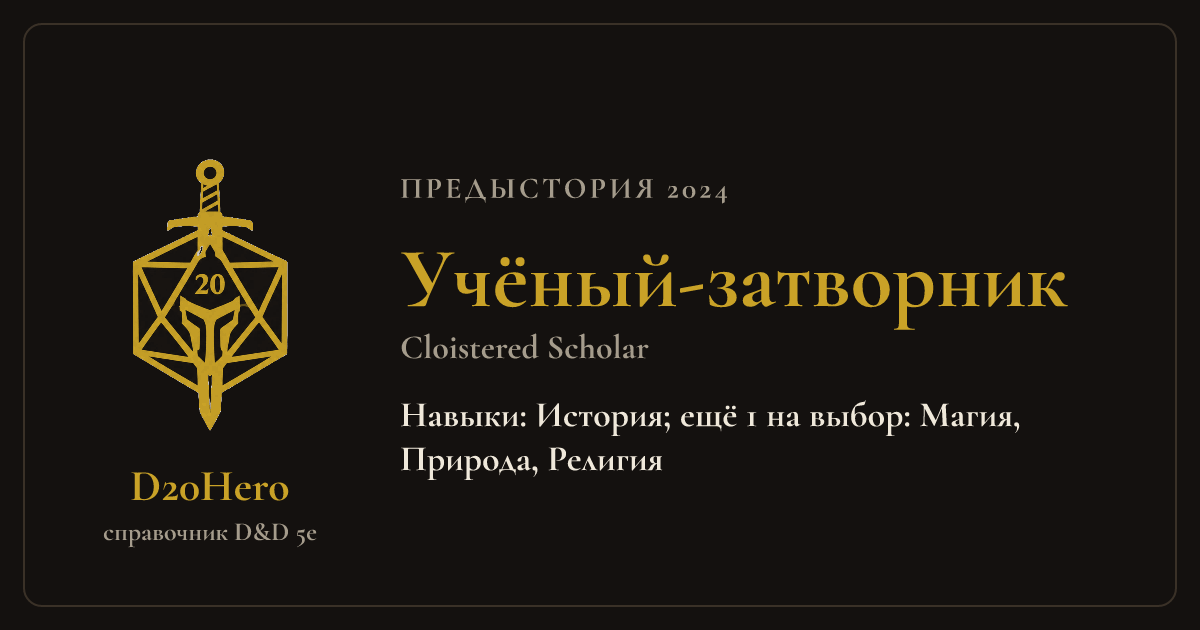 20
D20Hero
справочник D&D 5e
ПРЕДЫСТОРИЯ 2024
Учёный-затворник
Cloistered Scholar
Навыки: История; ещё 1 на выбор: Магия,
Природа, Религия